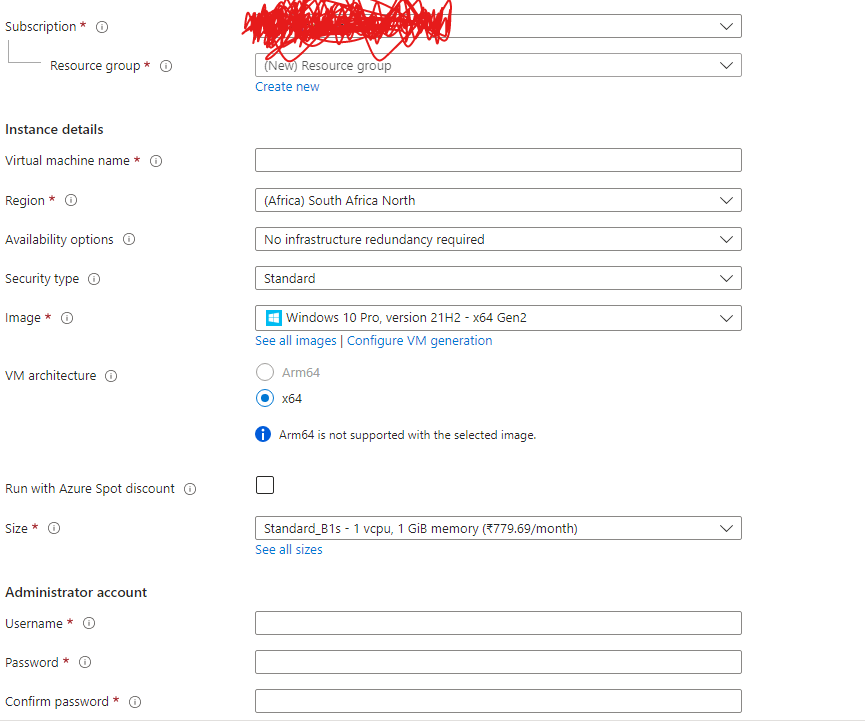 Subscription *
Resource group * (New) Resource group
Create new
Instance details
Virtual machine name *
Region * (Africa) South Africa North
Availability options No infrastructure redundancy required
Security type Standard
Image * Windows 10 Pro, version 21H2 - x64 Gen2
See all images | Configure VM generation
VM architecture Arm64
x64
Arm64 is not supported with the selected image.
Run with Azure Spot discount
Size * Standard_B1s - 1 vcpu, 1 GiB memory (₹779.69/month)
See all sizes
Administrator account
Username *
Password *
Confirm password *